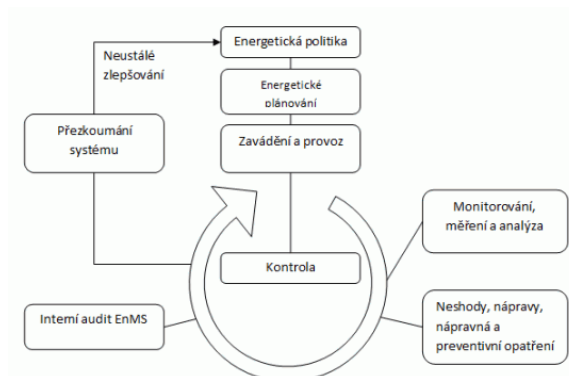 Energetická politika
Neustálé
zlepšování
Energetické
plánování
Přezkoumání
systému
Zavádění a provoz
Monitorování,
měření a analýza
Kontrola
Interní audit EnMS
Neshody, nápravy,
nápravná a
preventivní opatření